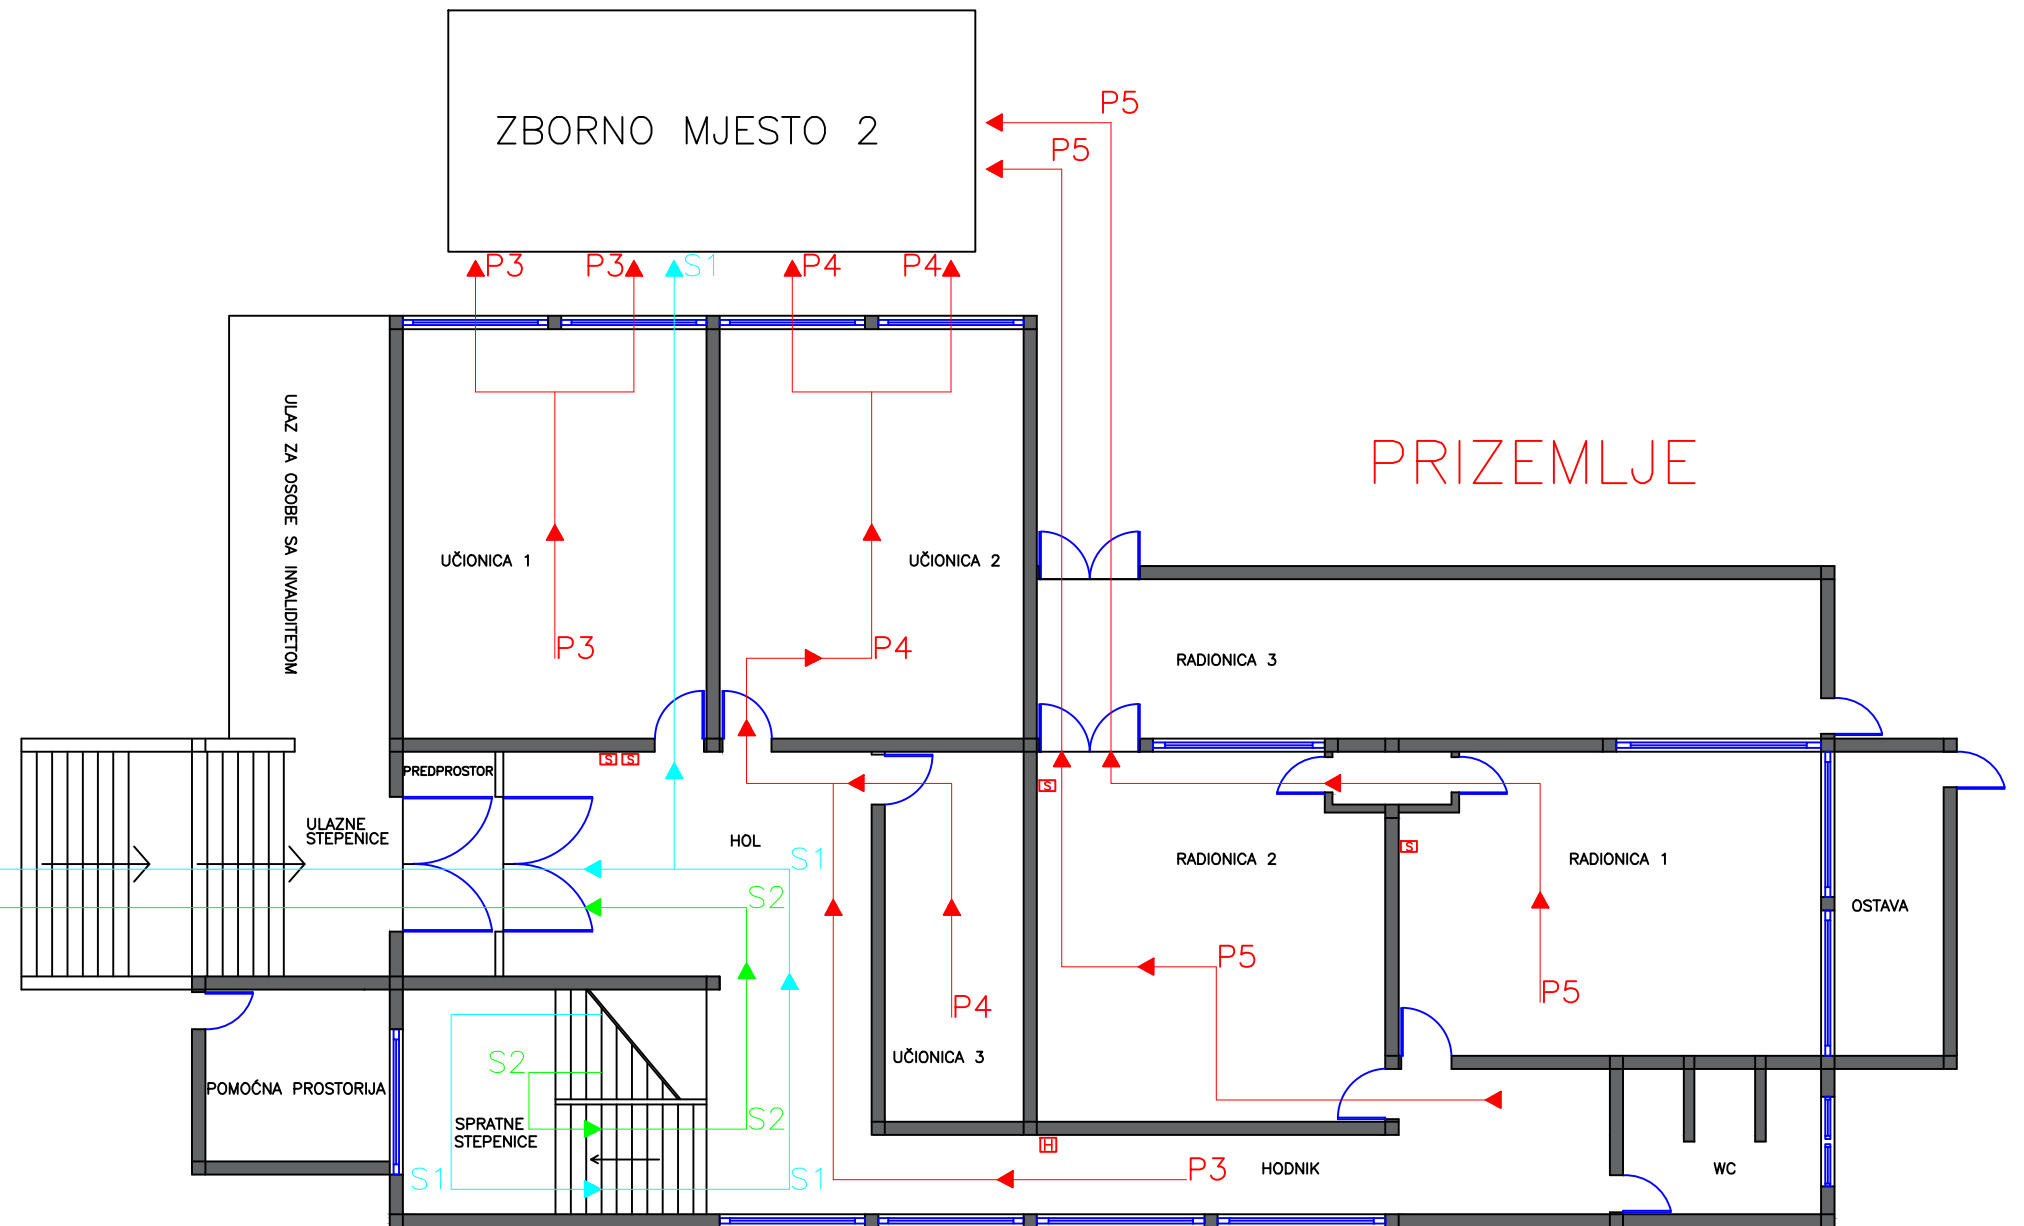 P5
ZBORNO MJESTO 2
P5
P3
P3
S1
P4
P4
ULAZ ZA OSOBE SA INVALIDITETOM
PRIZEMLJE
UČIONICA 1
UČIONICA 2
P3
P4
RADIONICA 3
S
S
PREDPROSTOR
S
ULAZNE
STEPENICE
HOL
S1
RADIONICA 2
S
RADIONICA 1
S2
OSTAVA
P5
P5
P4
S2
UČIONICA 3
POMOĆNA PROSTORIJA
SPRATNE
STEPENICE
S2
H
S1
S1
P3
HODNIK
WC